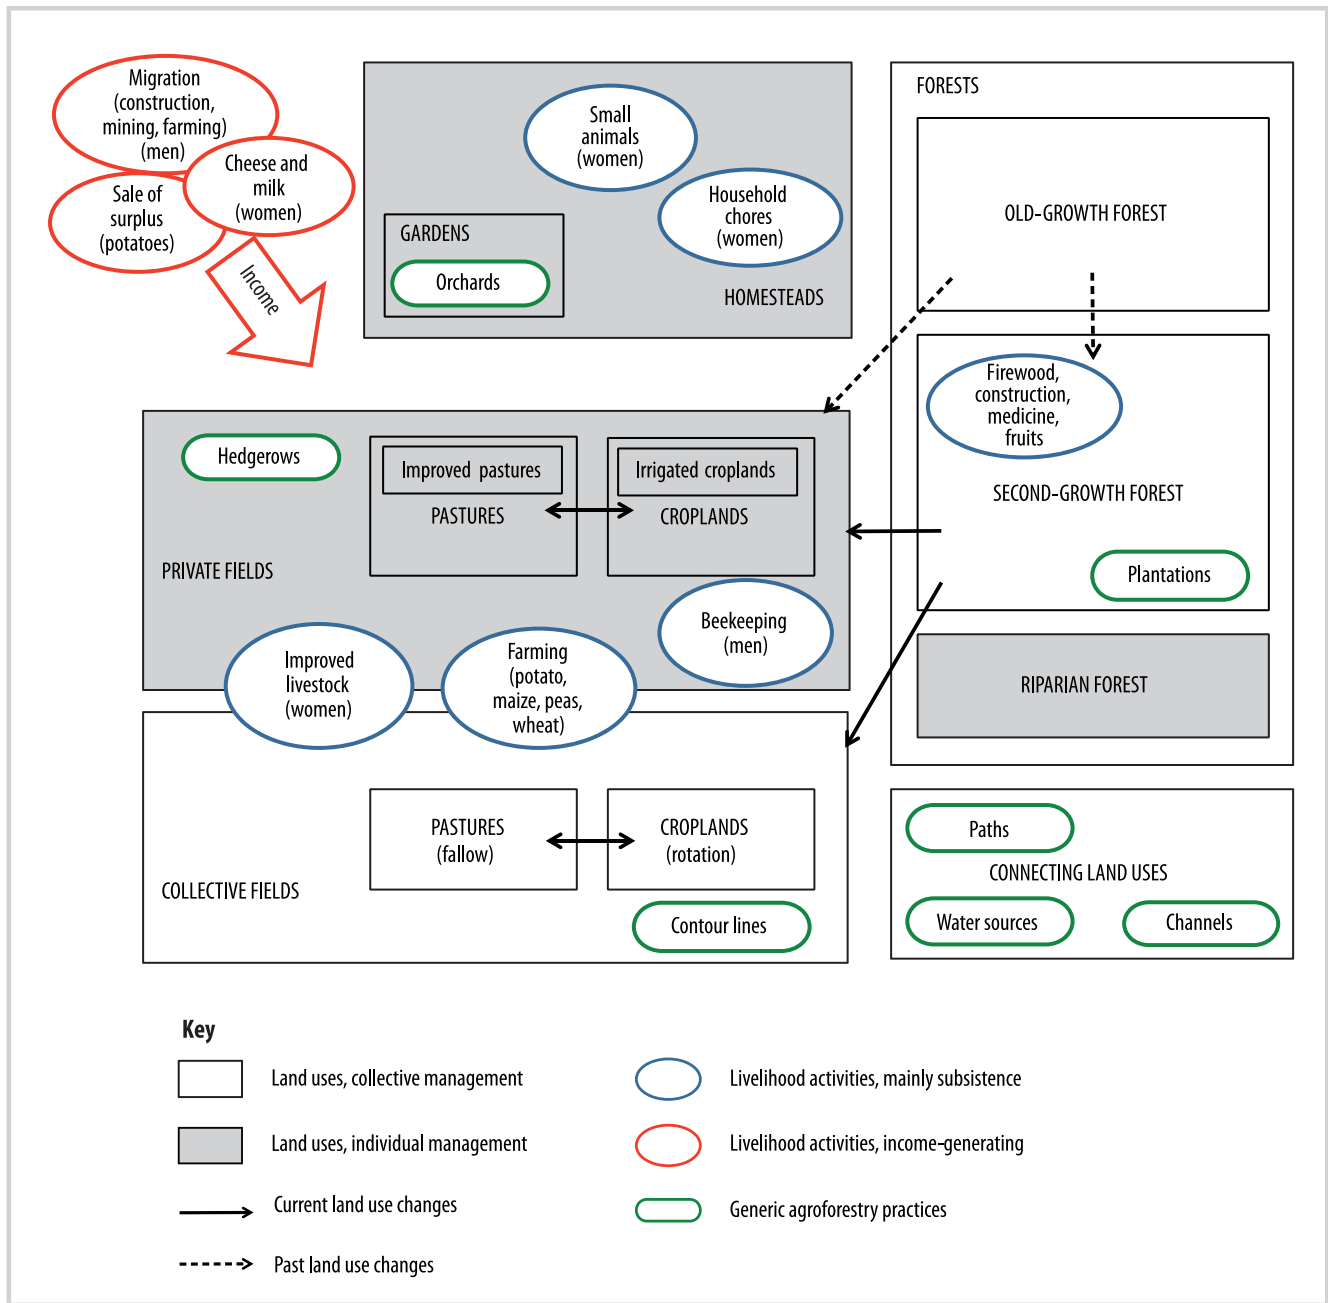 Migration
(construction,
mining, farming)
(men)
Cheese and
milk
(women)
Sale of
surplus
(potatoes)
Income
Small
animals
(women)
Household
chores
(women)
GARDENS
Orchards
HOMESTEADS
FORESTS
OLD-GROWTH FOREST
Firewood,
construction,
medicine,
fruits
SECOND-GROWTH FOREST
Plantations
RIPARIAN FOREST
Hedgerows
Improved pastures
PASTURES
Irrigated croplands
CROPLANDS
PRIVATE FIELDS
Beekeeping
(men)
Improved
livestock
(women)
Farming
(potato,
maize, peas,
wheat)
PASTURES
(fallow)
CROPLANDS
(rotation)
COLLECTIVE FIELDS
Contour lines
Paths
CONNECTING LAND USES
Water sources
Channels
Key
Land uses, collective management
Land uses, individual management
Current land use changes
Past land use changes
Livelihood activities, mainly subsistence
Livelihood activities, income-generating
Generic agroforestry practices